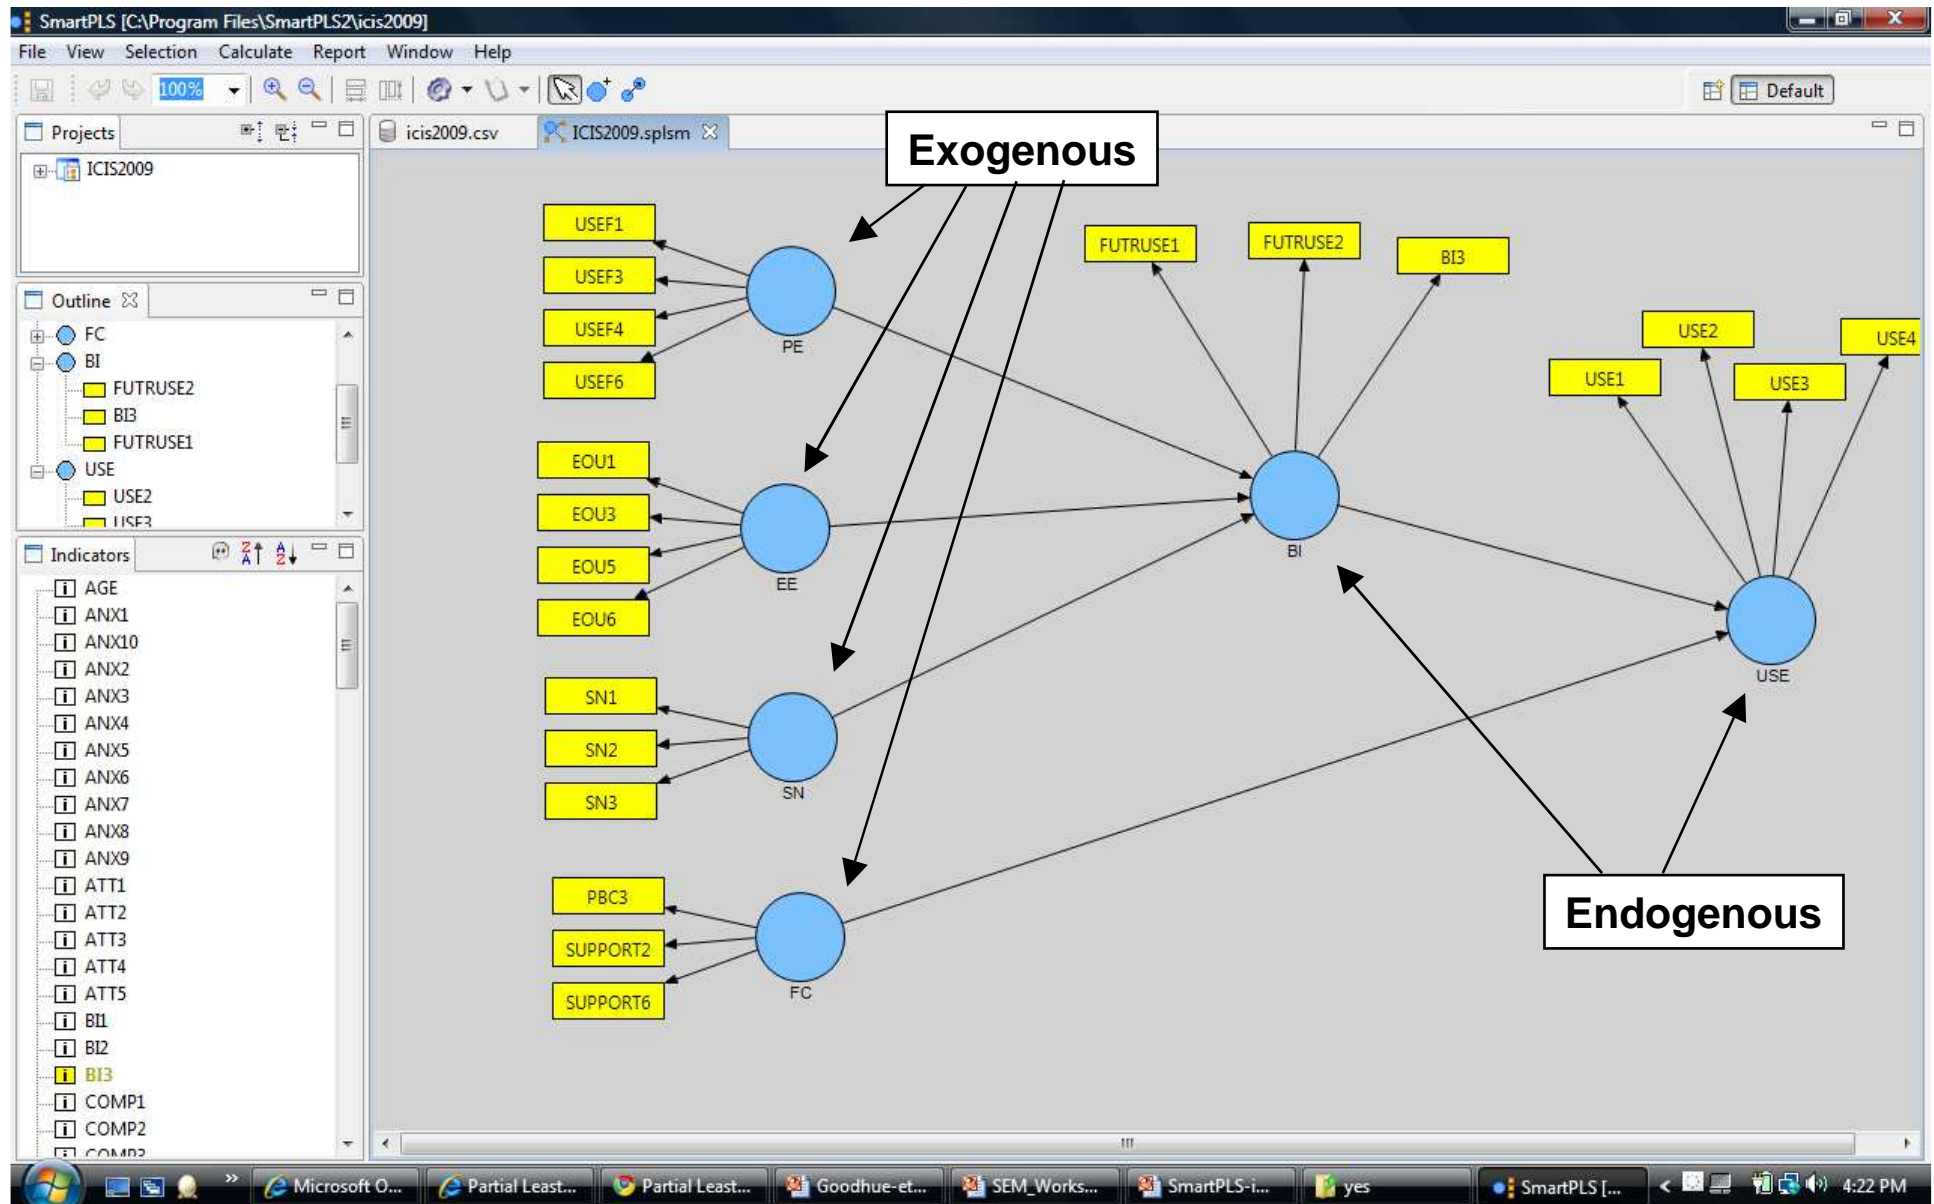 SmartPLS [C:\Program Files\SmartPLS2\icis2009]
File View Selection Calculate Report Window Help
100%
Default
Projects
icis2009.csv
ICIS2009.splsm
ICIS2009
Outline
FC
BI
FUTRUSE2
BI3
FUTRUSE1
USE
USE2
USE3
Indicators
AGE
ANX1
ANX10
ANX2
ANX3
ANX4
ANX5
ANX6
ANX7
ANX8
ANX9
ATT1
ATT2
ATT3
ATT4
ATT5
BI1
BI2
BI3
COMP1
COMP2
COMP3
Exogenous
USEF1
USEF3
USEF4
USEF6
PE
EOU1
EOU3
EOU5
EOU6
EE
SN1
SN2
SN3
SN
PBC3
SUPPORT2
SUPPORT6
FC
FUTRUSE1
FUTRUSE2
BI3
BI
USE1
USE2
USE3
USE4
USE
Endogenous
Microsoft O...
Partial Least...
Partial Least...
Goodhue-et...
SEM_Works...
SmartPLS-i...
yes
SmartPLS [...
4:22 PM